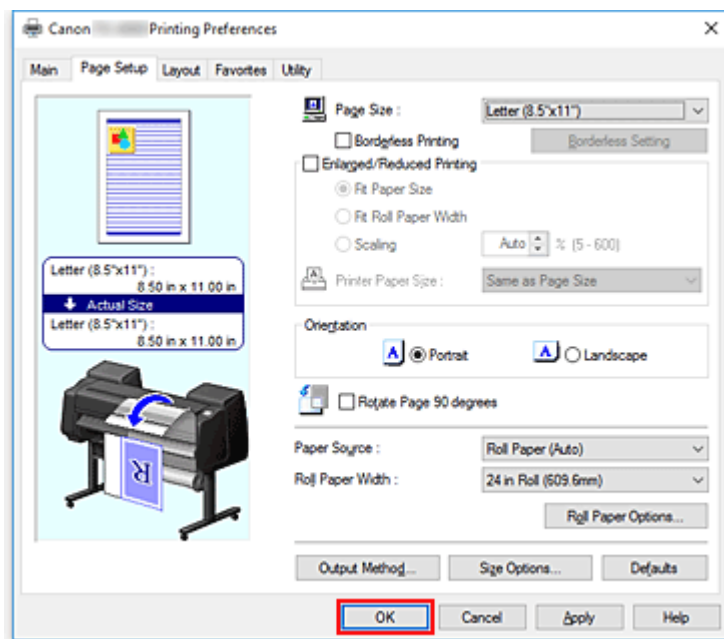 Canon Printing Preferences
Main Page Setup Layout Favorites Utility
Page Size : Letter (8.5"x11")
Borderless Printing Borderless Setting
Enlarged/Reduced Printing
Fit Paper Size
Fit Roll Paper Width
Scaling Auto % (5 - 600)
Printer Paper Size : Same as Page Size
Letter (8.5"x11") :
8.50 in x 11.00 in
Actual Size
Letter (8.5"x11") :
8.50 in x 11.00 in
Orientation
A Portrait A Landscape
Rotate Page 90 degrees
R
Paper Source : Roll Paper (Auto)
Roll Paper Width : 24 in Roll (609.6mm)
Roll Paper Options...
Output Method... Size Options... Defaults
OK Cancel Apply Help